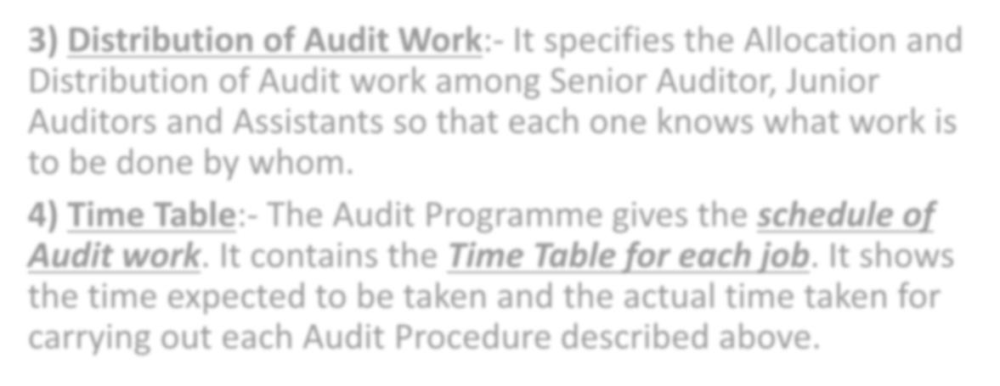 3) Distribution of Audit Work:- It specifies the Allocation and
Distribution of Audit work among Senior Auditor, Junior
Auditors and Assistants so that each one knows what work is
to be done by whom.
4) Time Table:- The Audit Programme gives the schedule of
Audit work. It contains the Time Table for each job. It shows
the time expected to be taken and the actual time taken for
carrying out each Audit Procedure described above.